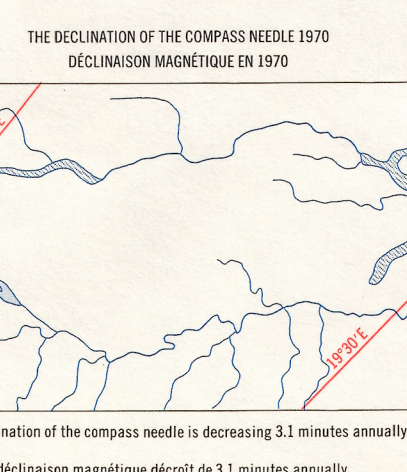 THE DECLINATION OF THE COMPASS NEEDLE 1970
DÉCLINAISON MAGNÉTIQUE EN 1970
E
19°30'E
nation of the compass needle is decreasing 3.1 minutes annually
déclinaison magnétique décroît de 3.1 minutes annually.